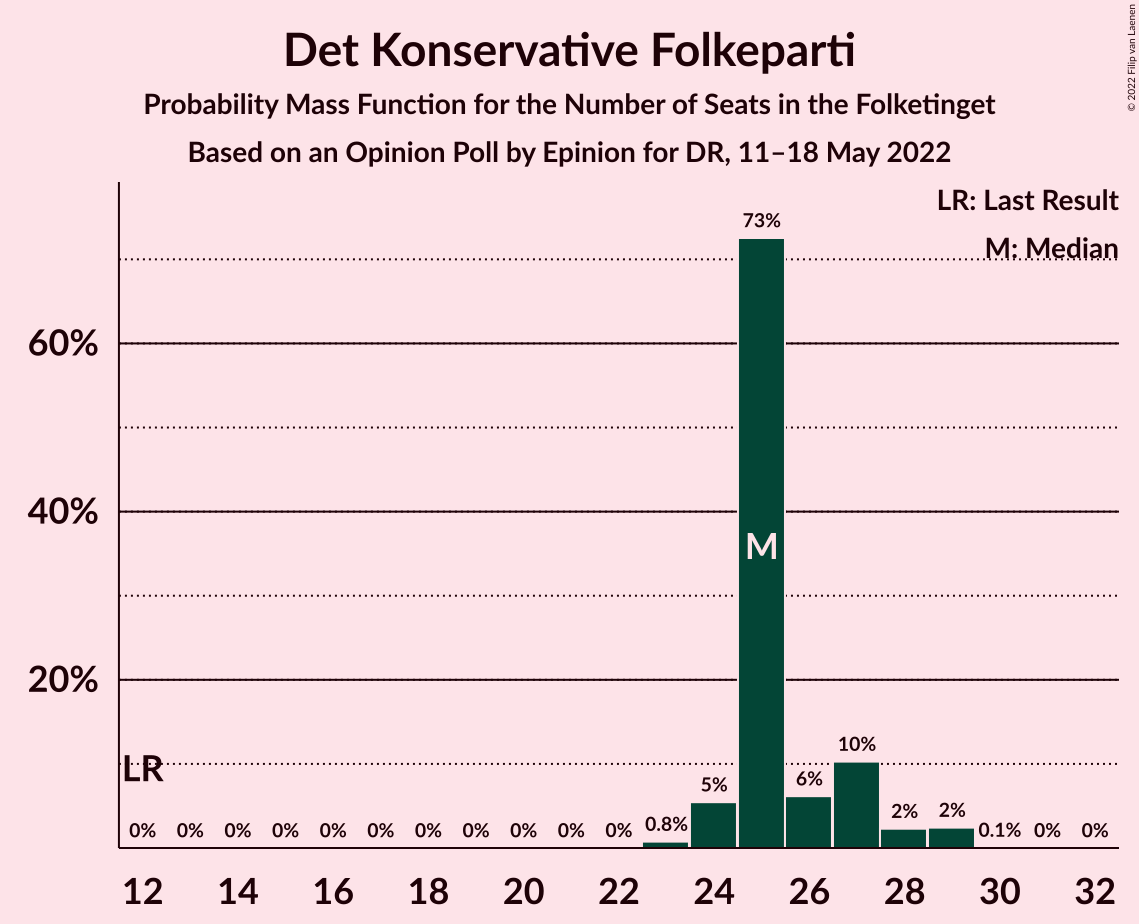 Det Konservative Folkeparti
Probability Mass Function for the Number of Seats in the Folketinget
Based on an Opinion Poll by Epinion for DR, 11–18 May 2022
© 2022 Filip van Laenen
LR: Last Result
M: Median
73%
60%
40%
M
20%
10%
LR
5%
6%
0% 0% 0% 0% 0% 0% 0% 0% 0% 0% 0% 0.8% 2% 2% 0.1% 0% 0%
12 14 16 18 20 22 24 26 28 30 32